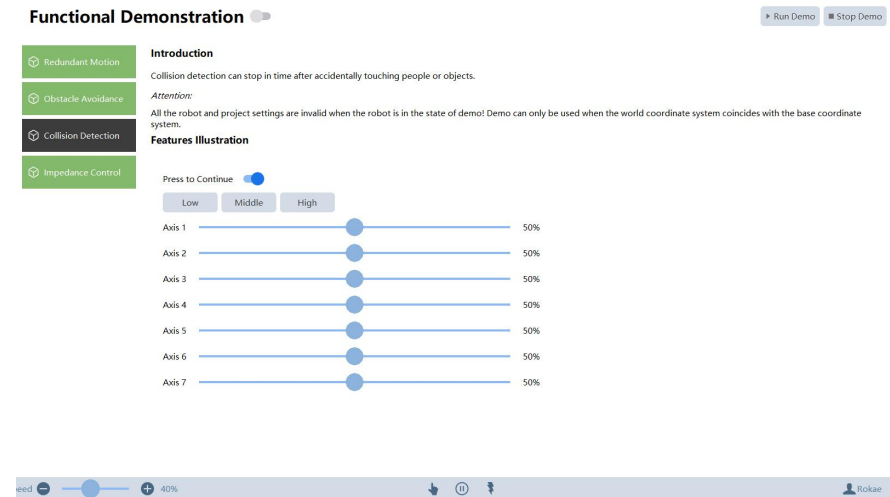 Functional Demonstration
Run Demo
Stop Demo
Redundant Motion
Obstacle Avoidance
Collision Detection
Impedance Control
Introduction
Collision detection can stop in time after accidentally touching people or objects.
Attention:
All the robot and project settings are invalid when the robot is in the state of demo! Demo can only be used when the world coordinate system coincides with the base coordinate
system.
Features Illustration
Press to Continue
Low Middle High
Axis 1 50%
Axis 2 50%
Axis 3 50%
Axis 4 50%
Axis 5 50%
Axis 6 50%
Axis 7 50%
eed 40% Rokae